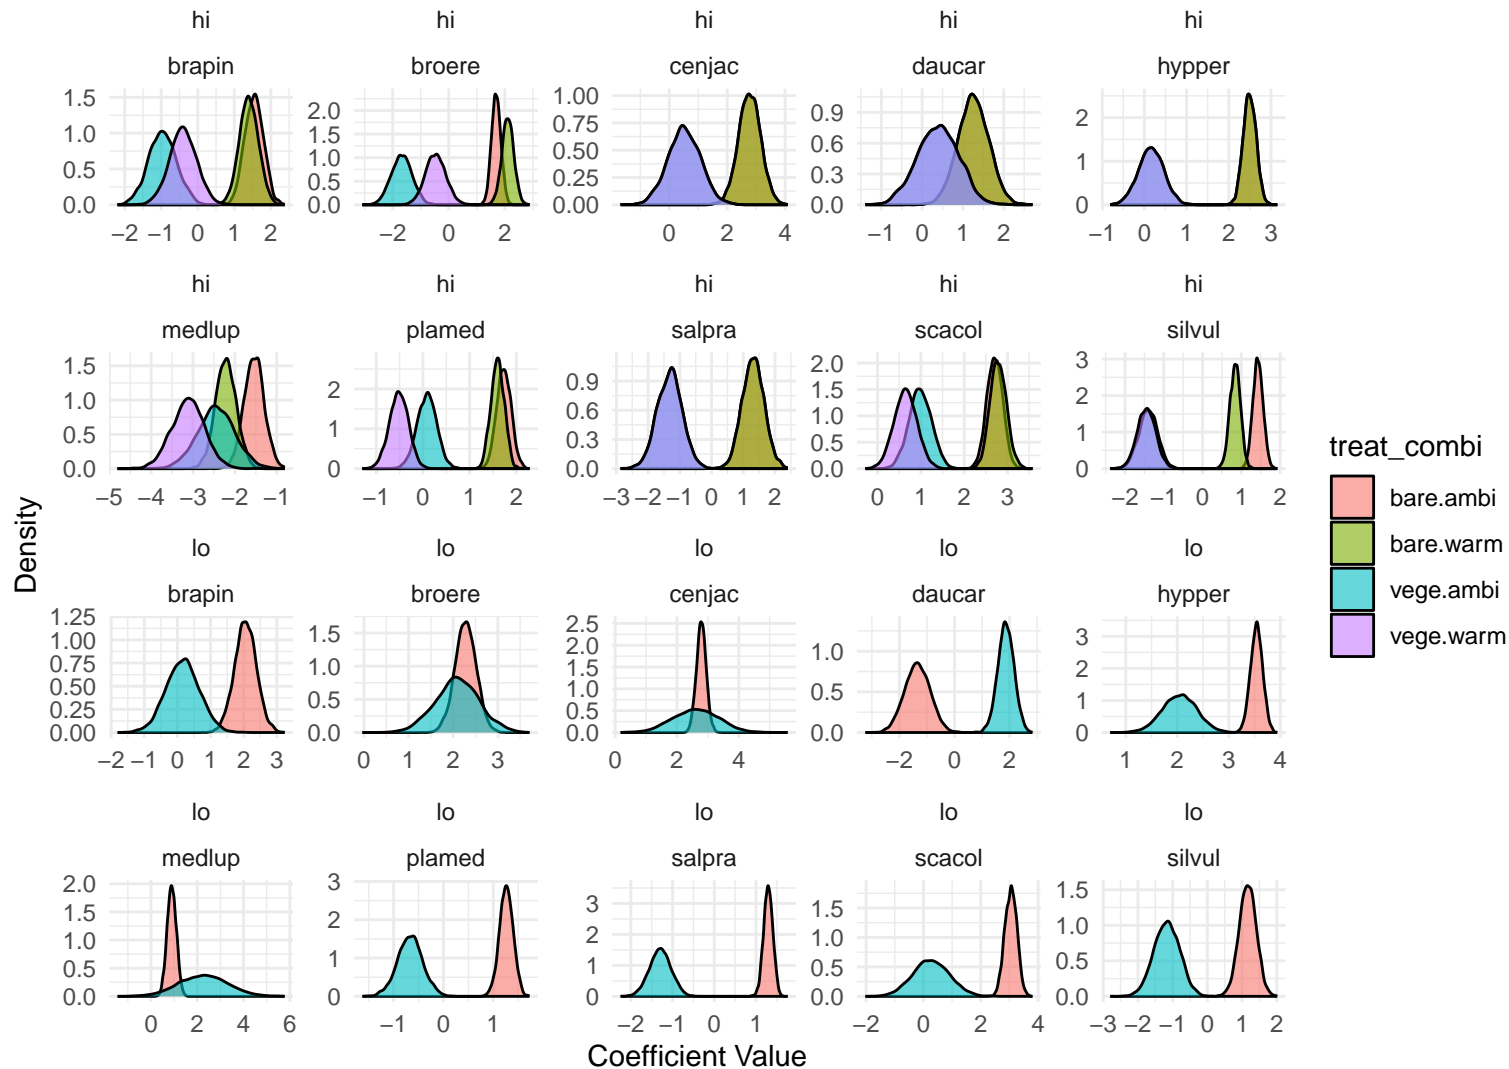 hi hi hi hi hi
brapin broere cenjac daucar hypper
1.5 1.0 0.5 0.0
2.0 1.5 1.0 0.5 0.0
1.00 0.75 0.50 0.25 0.00
0.9 0.6 0.3 0.0
2 1 0
−2 −1 0 1 2
−2 0 2
0 2 4
−1 0 1 2
−1 0 1 2 3
hi hi hi hi hi
medlup plamed salpra scacol silvul
1.5 1.0 0.5 0.0
2 1 0
0.9 0.6 0.3 0.0
2.0 1.5 1.0 0.5 0.0
3 2 1 0
−5 −4 −3 −2 −1
−1 0 1 2
−3 −2 −1 0 1 2
0 1 2 3
−2 −1 0 1 2
lo lo lo lo lo
brapin broere cenjac daucar hypper
1.25 1.00 0.75 0.50 0.25 0.00
1.5 1.0 0.5 0.0
2.5 2.0 1.5 1.0 0.5 0.0
1.0 0.5 0.0
3 2 1 0
−2 −1 0 1 2 3
0 1 2 3
0 2 4
−2 0 2
1 2 3 4
lo lo lo lo lo
medlup plamed salpra scacol silvul
2.0 1.5 1.0 0.5 0.0
3 2 1 0
3 2 1 0
1.5 1.0 0.5 0.0
1.5 1.0 0.5 0.0
0 2 4 6
−1 0 1
−2 −1 0 1
−2 0 2 4
−3 −2 −1 0 1 2
Density
Coefficient Value
treat_combi
bare.ambi
bare.warm
vege.ambi
vege.warm